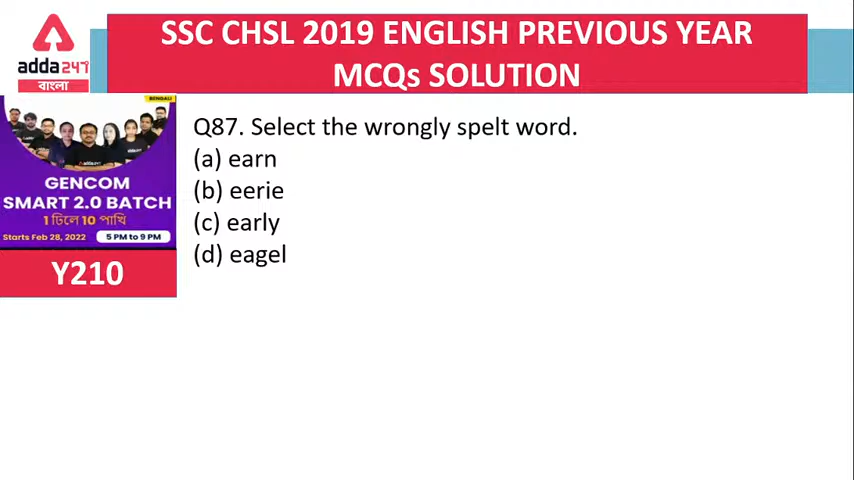 SSC CHSL 2019 ENGLISH PREVIOUS YEAR
MCQs SOLUTION
adda247
বাংলা
BENGALI
GENCOM
SMART 2.0 BATCH
1 ঢিলে 10 পাখি
Starts Feb 28, 2022
5 PM to 9 PM
Y210
Q87. Select the wrongly spelt word.
(a) earn
(b) eerie
(c) early
(d) eagel